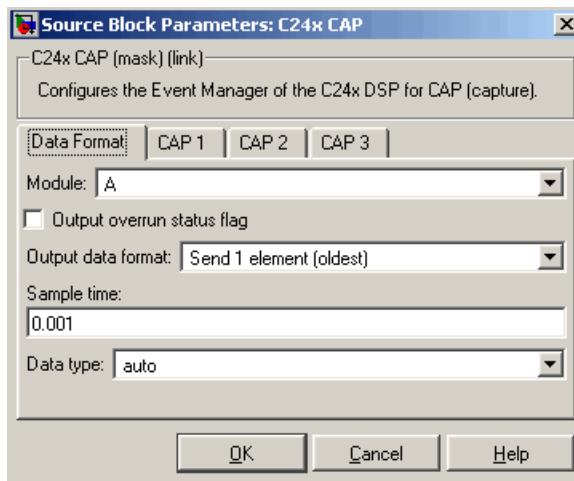 Source Block Parameters: C24x CAP
C24x CAP (mask) (link)
Configures the Event Manager of the C24x DSP for CAP (capture).
Data Format CAP 1 CAP 2 CAP 3
Module: A
Output overrun status flag
Output data format: Send 1 element (oldest)
Sample time:
0.001
Data type: auto
OK Cancel Help